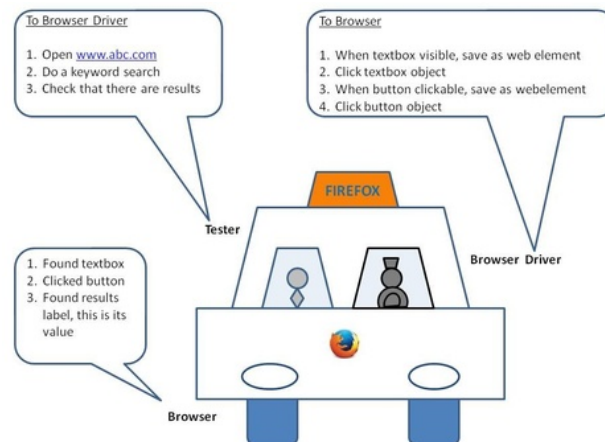 To Browser Driver
1. Open www.abc.com
2. Do a keyword search
3. Check that there are results
To Browser
1. When textbox visible, save as web element
2. Click textbox object
3. When button clickable, save as webelement
4. Click button object
FIREFOX
Tester
Browser Driver
1. Found textbox
2. Clicked button
3. Found results
label, this is its
value
Browser